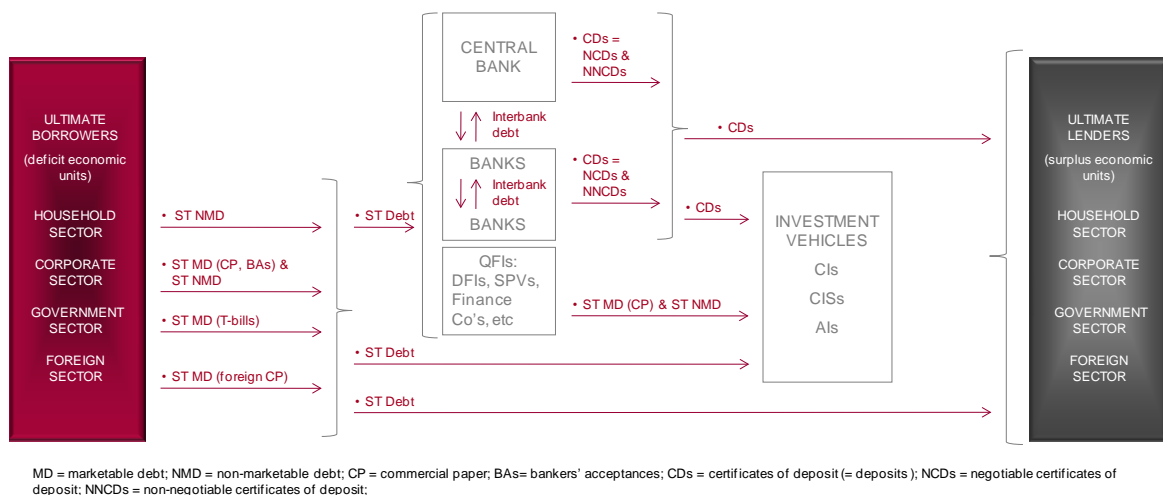 ULTIMATE
BORROWERS
(deficit economic
units)
HOUSEHOLD
SECTOR
CORPORATE
SECTOR
GOVERNMENT
SECTOR
FOREIGN
SECTOR
• ST NMD
• ST MD (CP, BAs) &
ST NMD
• ST MD (T-bills)
• ST MD (foreign CP)
• ST Debt
• ST Debt
• ST Debt
CENTRAL
BANK
Interbank
debt
BANKS
Interbank
debt
BANKS
QFIs:
DFIs, SPVs,
Finance
Co's, etc
• CDs =
NCDs &
NNCDs
• CDs =
NCDs &
NNCDs
• ST MD (CP) & ST NMD
• CDs
• CDs
INVESTMENT
VEHICLES
CIs
CISs
AIs
ULTIMATE
LENDERS
(surplus economic
units)
HOUSEHOLD
SECTOR
CORPORATE
SECTOR
GOVERNMENT
SECTOR
FOREIGN
SECTOR
MD = marketable debt; NMD = non-marketable debt; CP = commercial paper; BAs= bankers' acceptances; CDs = certificates of deposit (= deposits); NCDs = negotiable certificates of
deposit; NNCDs = non-negotiable certificates of deposit;